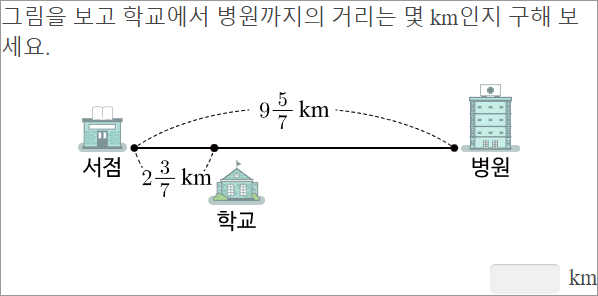 그림을 보고 학교에서 병원까지의 거리는 몇 km인지 구해 보
세요.
9 5/7 km
서점
병원
2 3/7 km
학교
km